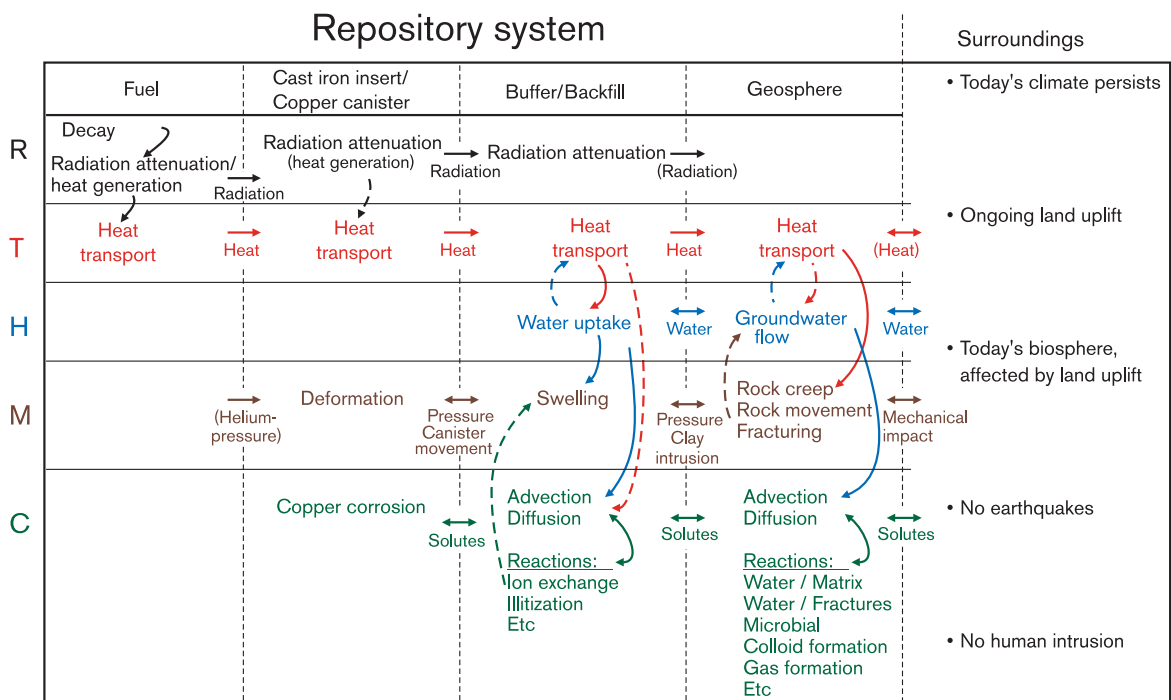 Repository system
Surroundings
Fuel
Cast iron insert/
Copper canister
Buffer/Backfill
Geosphere
• Today's climate persists
R
Decay
Radiation attenuation/
heat generation
Radiation
Radiation attenuation
(heat generation)
Radiation
Radiation attenuation
(Radiation)
• Ongoing land uplift
T
Heat
transport
Heat
Heat
transport
Heat
Heat
transport
Heat
Heat
transport
(Heat)
H
Water uptake
Water
Groundwater
flow
Water
• Today's biosphere,
affected by land uplift
M
(Helium-
pressure)
Deformation
Pressure
Canister
movement
Swelling
Pressure
Clay
intrusion
Rock creep
Rock movement
Fracturing
Mechanical
impact
C
Copper corrosion
Solutes
Advection
Diffusion
Reactions:
Ion exchange
Illitization
Etc
Solutes
Advection
Diffusion
Reactions:
Water / Matrix
Water / Fractures
Microbial
Colloid formation
Gas formation
Etc
Solutes
• No earthquakes
• No human intrusion